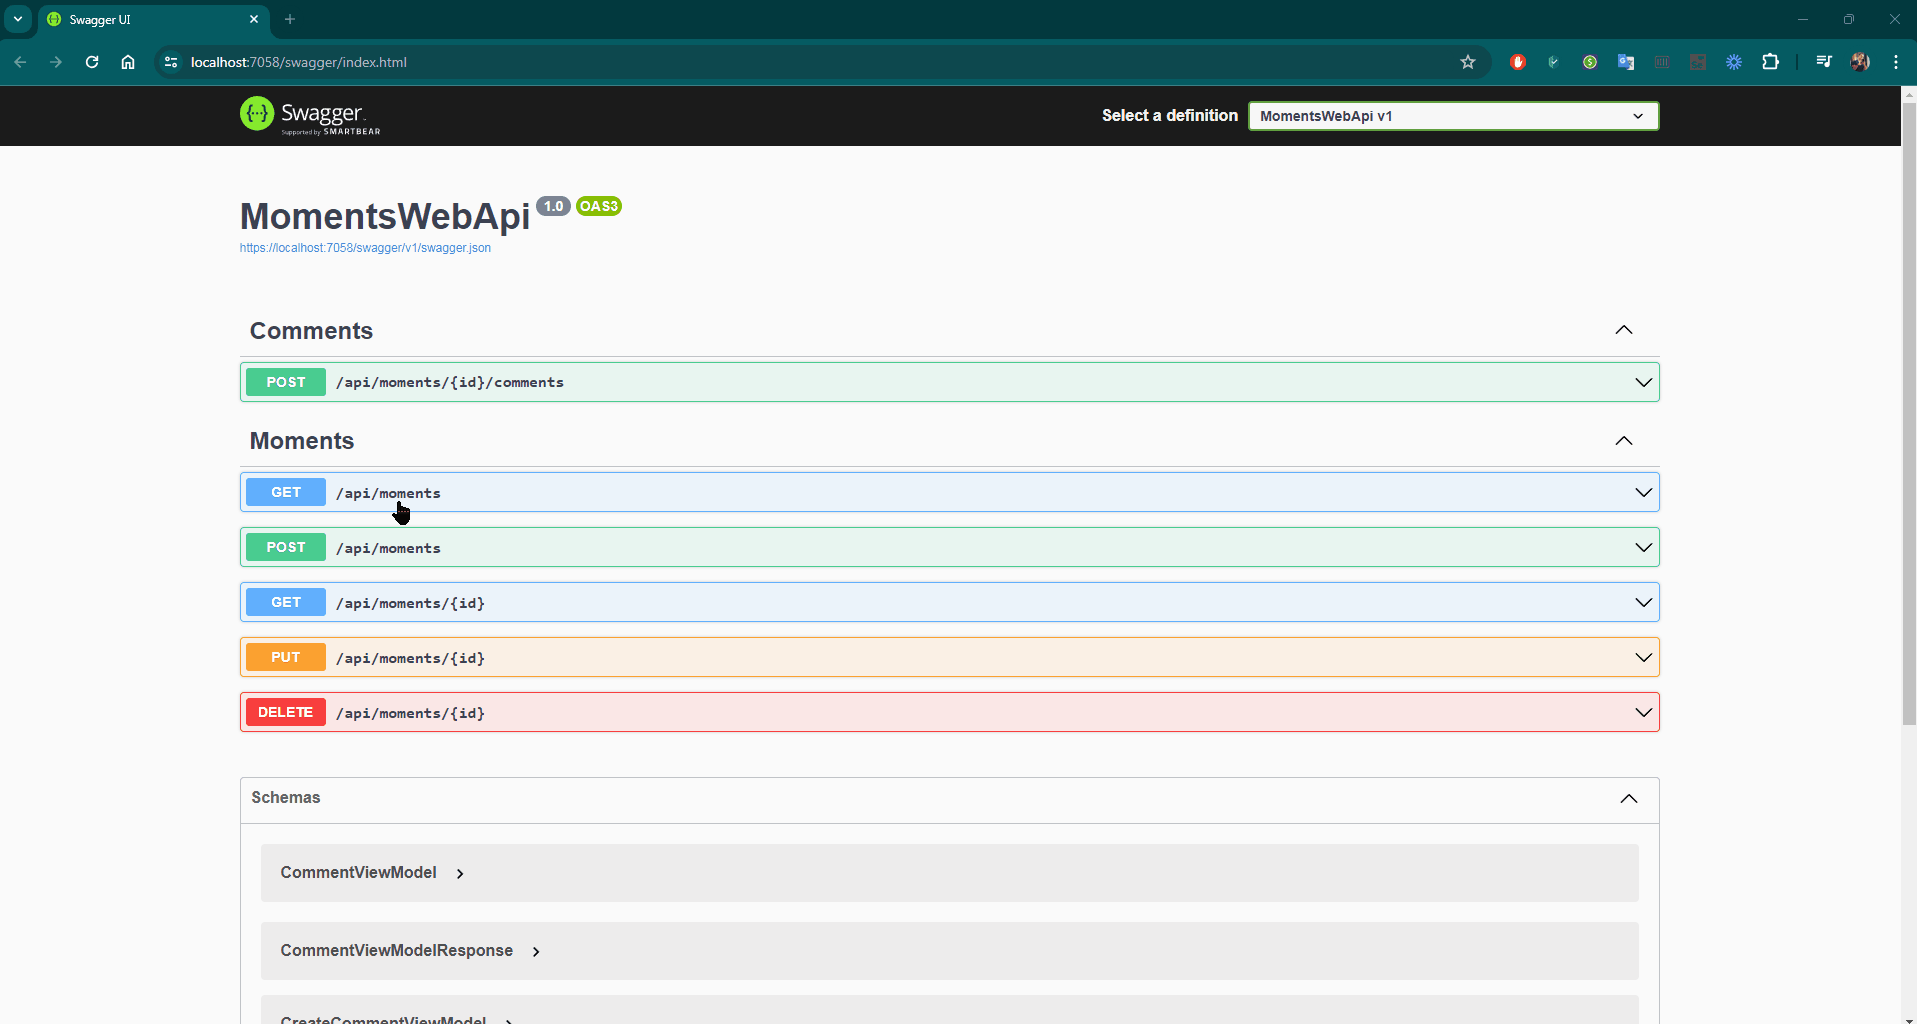 Swagger UI
localhost:7058/swagger/index.html
Swagger
Supported by SMARTBEAR
Select a definition
MomentsWebApi v1
MomentsWebApi 1.0 OAS3
https://localhost:7058/swagger/v1/swagger.json
Comments
POST /api/moments/{id}/comments
Moments
GET /api/moments
POST /api/moments
GET /api/moments/{id}
PUT /api/moments/{id}
DELETE /api/moments/{id}
Schemas
CommentViewModel
CommentViewModelResponse
CreateCommentViewModel